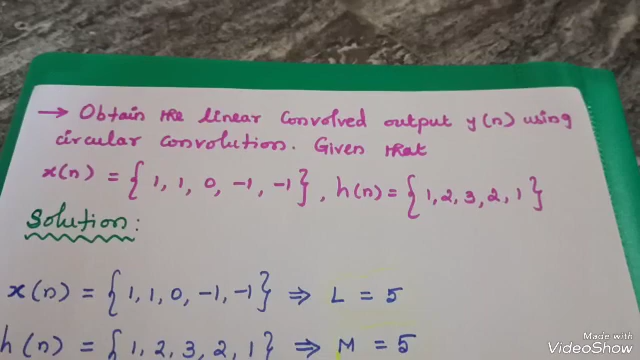 → Obtain the linear convolved output y(n) using
circular convolution. Given that
x(n) = { 1, 1, 0, -1, -1 }, h(n) = { 1, 2, 3, 2, 1 }
Solution:
x(n) = { 1, 1, 0, -1, -1 } ⇒ L = 5
h(n) = { 1, 2, 3, 2, 1 } ⇒ M = 5
Made with
VideoShow